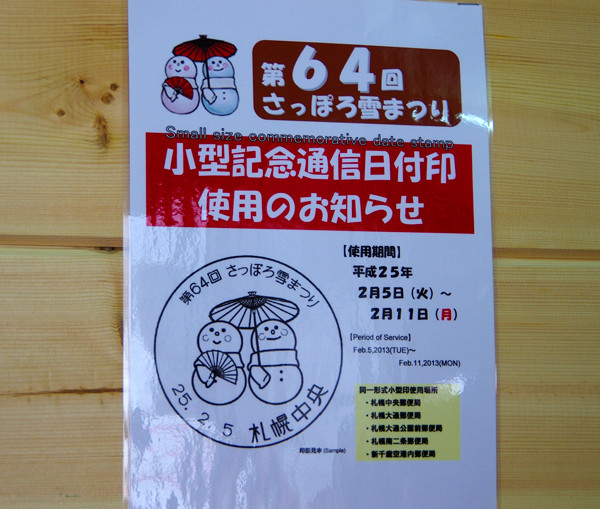 第64回
さっぽろ雪まつり
Small size commemorative date stamp
小型記念通信日付印
使用のお知らせ
【使用期間】
平成25年
2月5日（火）～
2月11日（月）
【Period of Service】
Feb.5,2013(TUE)～
Feb.11,2013(MON)
第64回 さっぽろ雪まつり
25.2.5 札幌中央
印影見本 (Sample)
同一形式小型印使用場所
・札幌中央郵便局
・札幌大通郵便局
・札幌大通公園前郵便局
・札幌南二条郵便局
・新千歳空港内郵便局